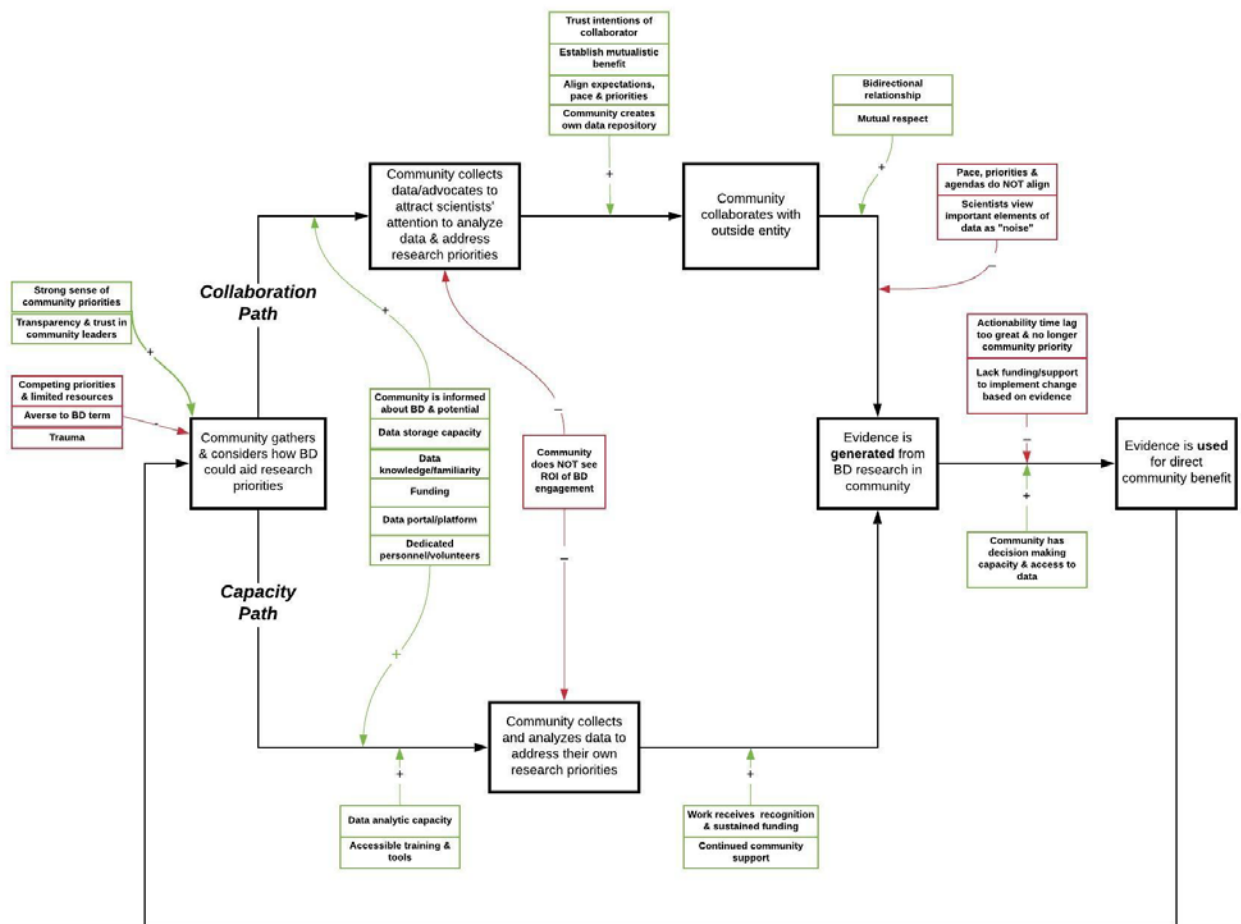 Trust intentions of
collaborator
Establish mutualistic
benefit
Align expectations,
pace & priorities
Community creates
own data repository
+
Bidirectional
relationship
Mutual respect
+
Pace, priorities &
agendas do NOT align
Scientists view
important elements of
data as "noise"
–
Community collects
data/advocates to
attract scientists'
attention to analyze
data & address
research priorities
Community
collaborates with
outside entity
Collaboration
Path
Strong sense of
community priorities
Transparency & trust in
community leaders
+
Competing priorities
& limited resources
Averse to BD term
Trauma
-
Community gathers
& considers how BD
could aid research
priorities
+
Community is informed
about BD & potential
Data storage capacity
Data
knowledge/familiarity
Funding
Data portal/platform
Dedicated
personnel/volunteers
+
–
Community
does NOT see
ROI of BD
engagement
–
Evidence is
generated from
BD research in
community
Actionability time lag
too great & no longer
community priority
Lack funding/support
to implement change
based on evidence
–
+
Community has
decision making
capacity & access to
data
Evidence is used
for direct
community benefit
Capacity
Path
Community collects
and analyzes data to
address their own
research priorities
+
Data analytic capacity
Accessible training &
tools
+
Work receives recognition
& sustained funding
Continued community
support